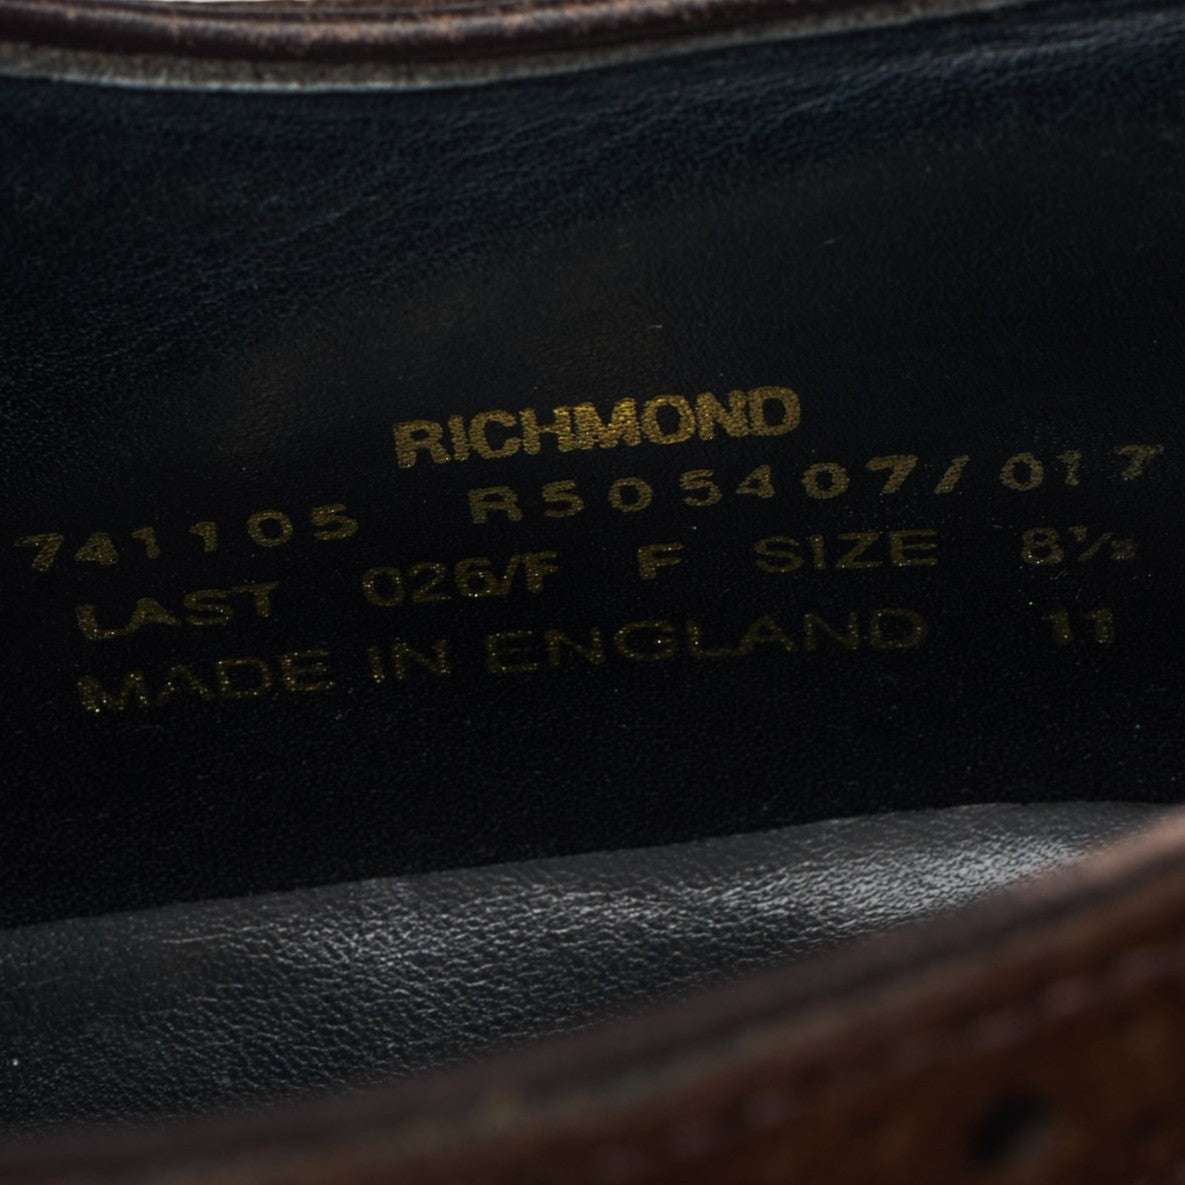 RICHMOND
741105 R505407/017
LAST 026/F F SIZE 8½
MADE IN ENGLAND 11